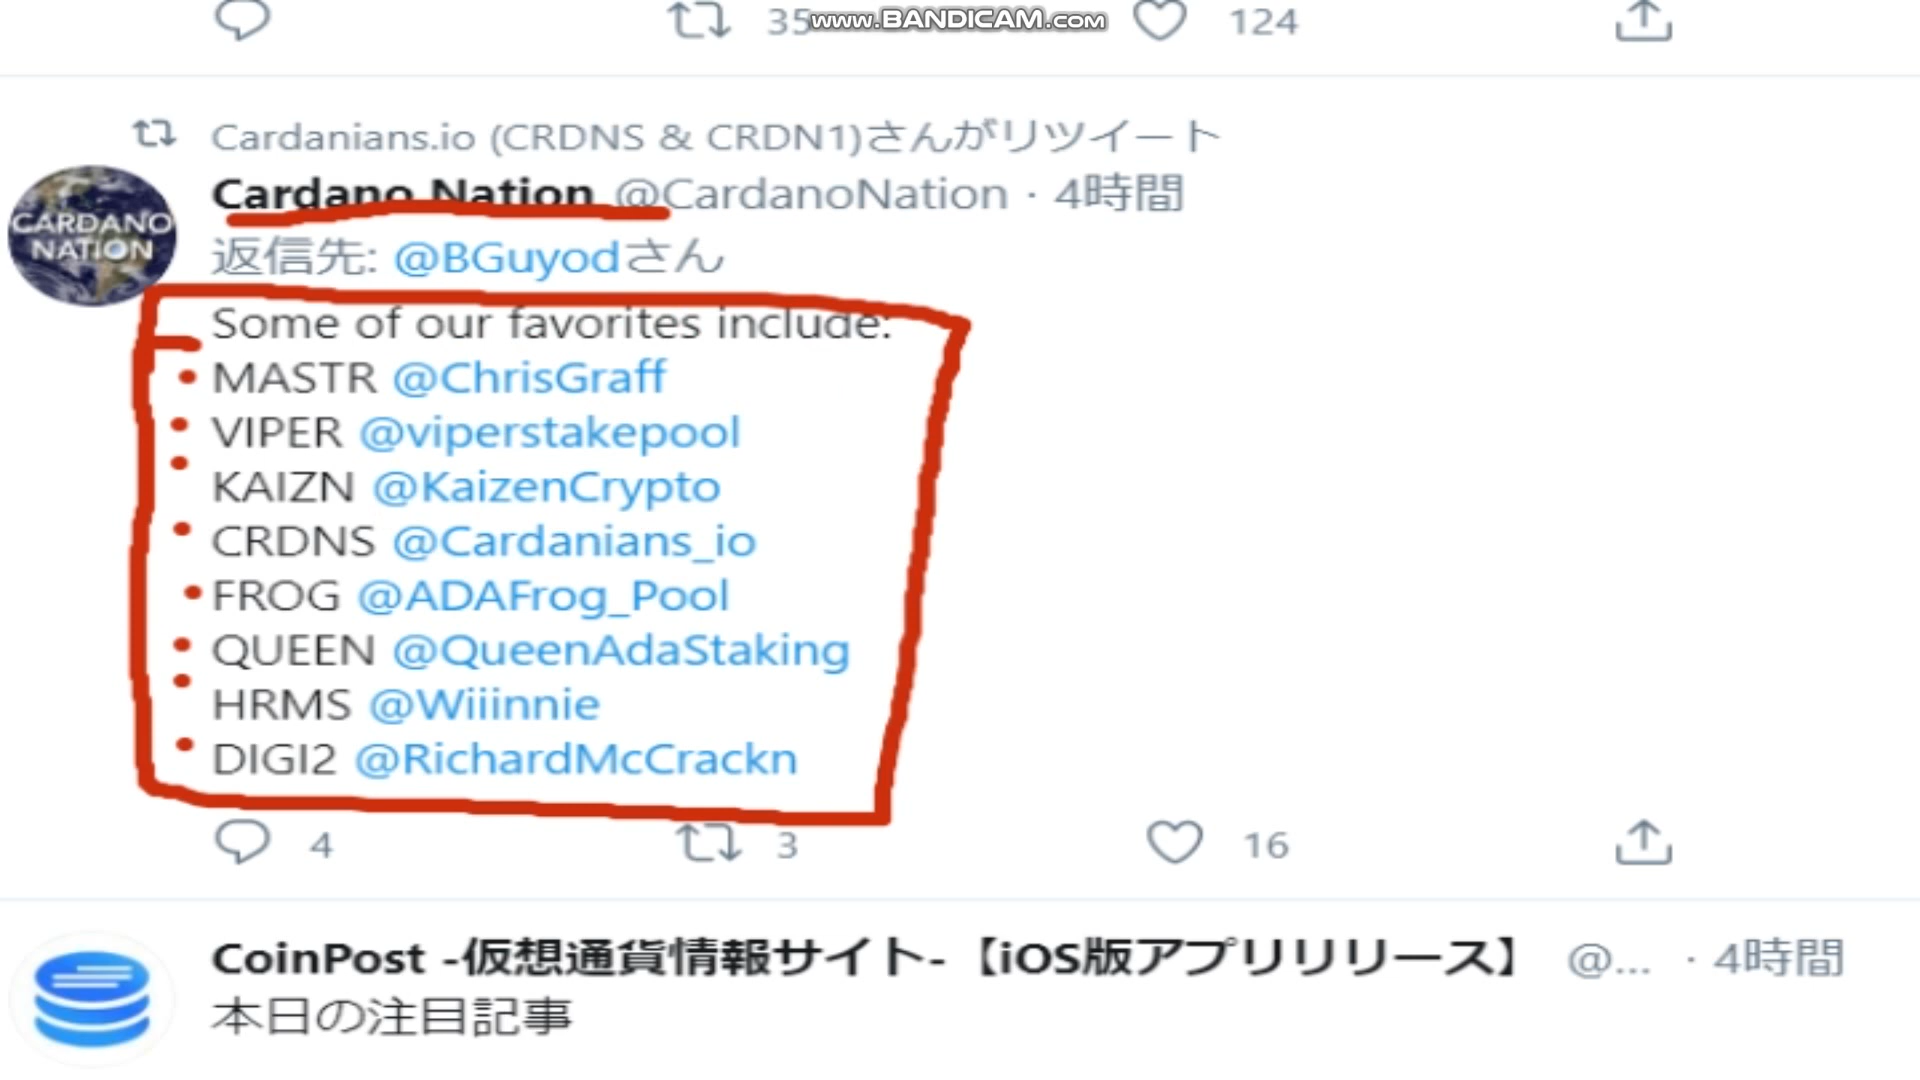 35
www.BANDICAM.com
124
Cardanians.io (CRDNS & CRDN1)さんがリツイート
Cardano Nation @CardanoNation · 4時間
CARDANO
NATION
返信先: @BGuyodさん
Some of our favorites include:
MASTR @ChrisGraff
VIPER @viperstakepool
KAIZN @KaizenCrypto
CRDNS @Cardanians_io
FROG @ADAFrog_Pool
QUEEN @QueenAdaStaking
HRMS @Wiiinnie
DIGI2 @RichardMcCrackn
4 3 16
CoinPost -仮想通貨情報サイト-【iOS版アプリリリース】 @... · 4時間
本日の注目記事